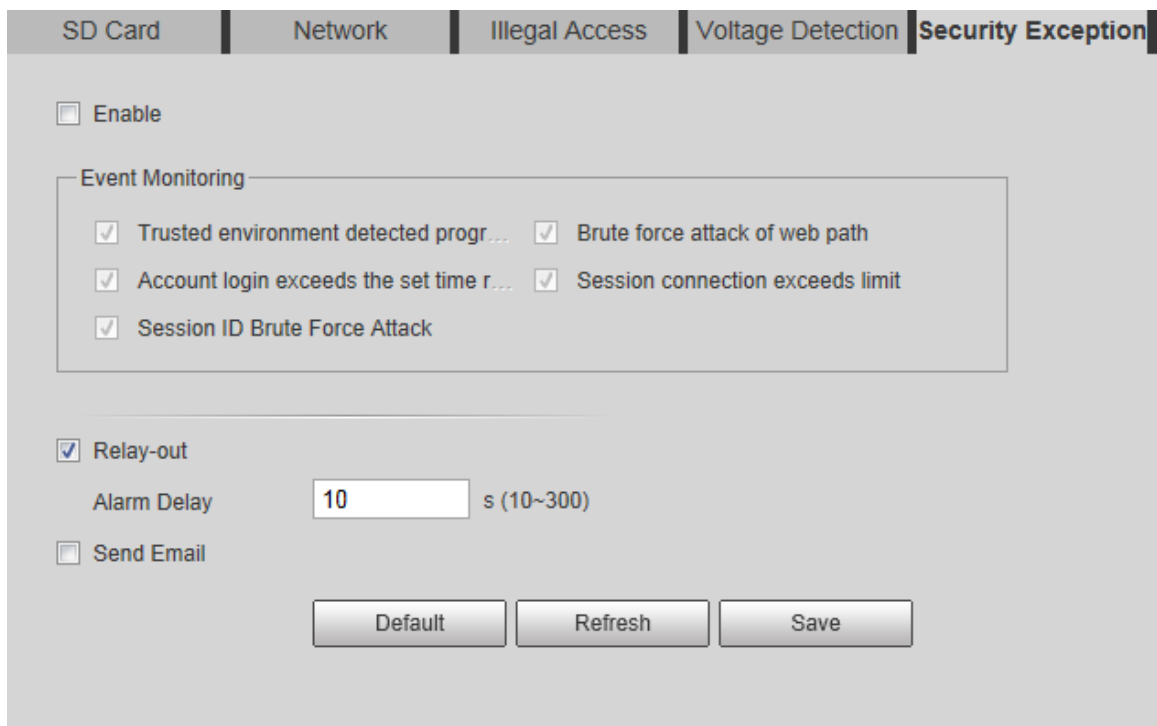 SD Card Network Illegal Access Voltage Detection Security Exception
Enable
Event Monitoring
Trusted environment detected progr... Brute force attack of web path
Account login exceeds the set time r... Session connection exceeds limit
Session ID Brute Force Attack
Relay-out
Alarm Delay 10 s (10~300)
Send Email
Default Refresh Save